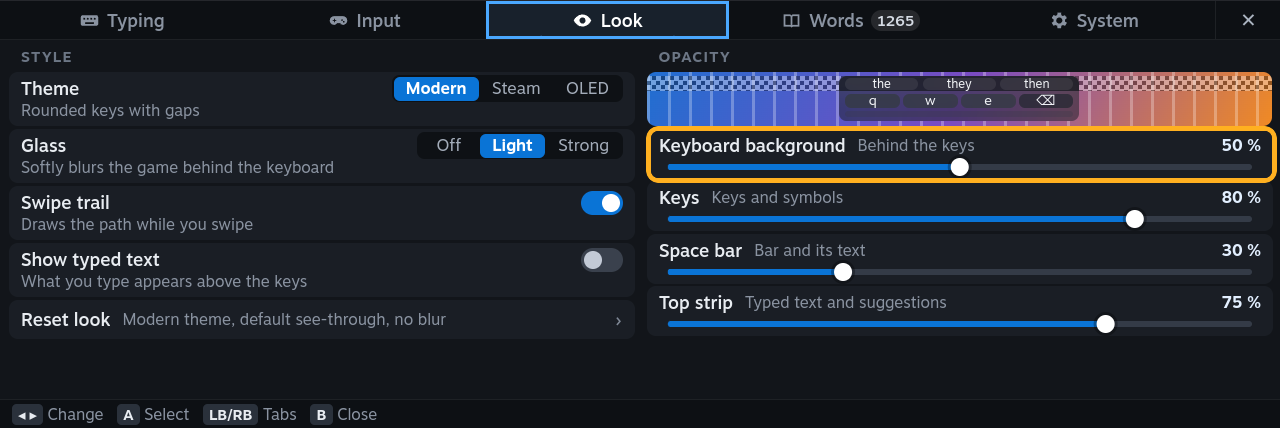 Typing
Input
Look
Words 1265
System
×
STYLE
Theme
Rounded keys with gaps
Modern Steam OLED
Glass
Softly blurs the game behind the keyboard
Off Light Strong
Swipe trail
Draws the path while you swipe
Show typed text
What you type appears above the keys
Reset look Modern theme, default see-through, no blur ›
OPACITY
the they then
q w e ⌫
Keyboard background Behind the keys 50 %
Keys Keys and symbols 80 %
Space bar Bar and its text 30 %
Top strip Typed text and suggestions 75 %
◂ ▸ Change A Select LB/RB Tabs B Close